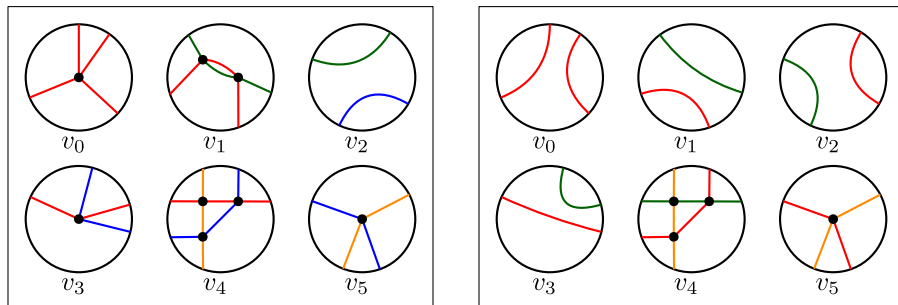 v₀ v₁ v₂ v₀ v₁ v₂
v₃ v₄ v₅ v₃ v₄ v₅